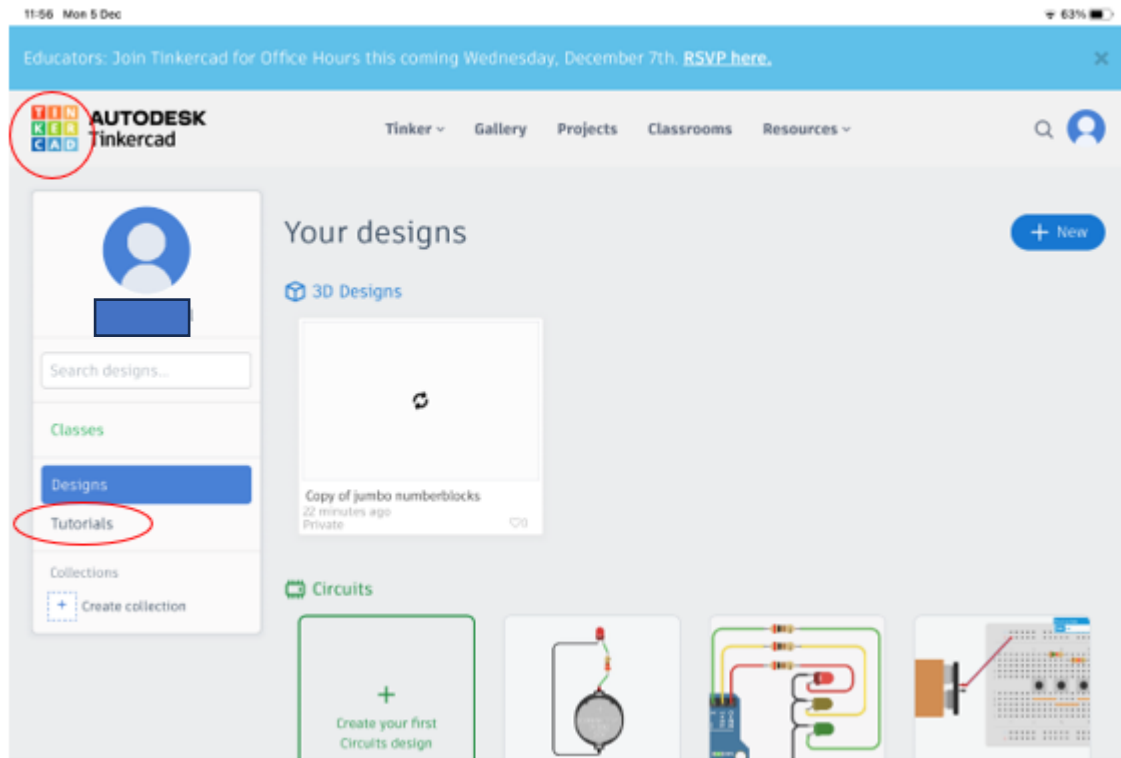 11:56 Mon 5 Dec
63%
Educators: Join Tinkercad for Office Hours this coming Wednesday, December 7th. RSVP here.
TIN
KER
CAD
AUTODESK
Tinkercad
Tinker
Gallery
Projects
Classrooms
Resources
Your designs
+ New
3D Designs
Search designs...
Classes
Designs
Tutorials
Collections
+ Create collection
Copy of jumbo numberblocks
22 minutes ago
Private
0
Circuits
+
Create your first
Circuits design